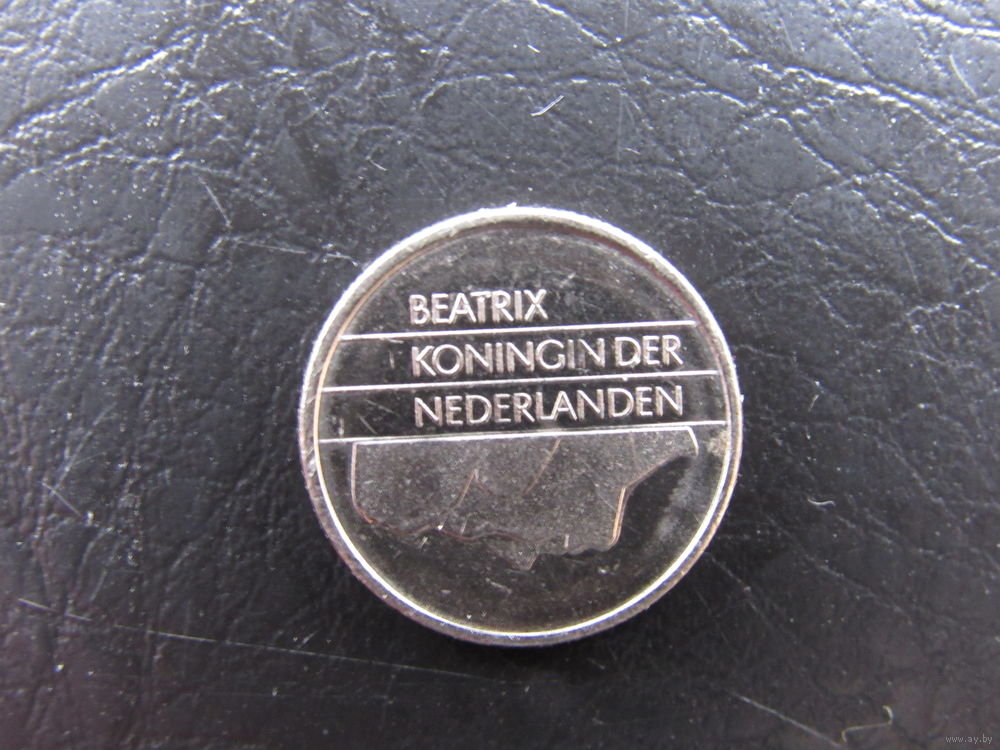 BEATRIX
KONINGIN DER
NEDERLANDEN
www.ay.by